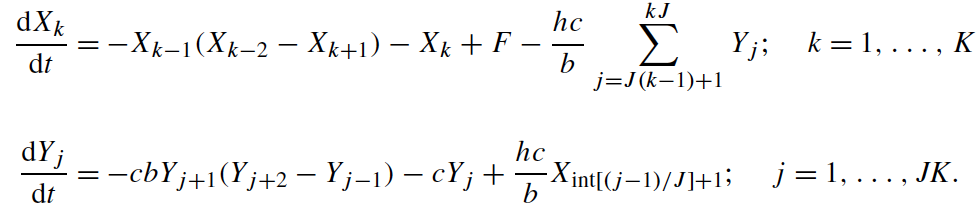 dX_k/dt = −X_{k−1}(X_{k−2} − X_{k+1}) − X_k + F − (hc/b) ∑_{j=J(k−1)+1}^{kJ} Y_j;   k = 1, . . . , K
dY_j/dt = −cbY_{j+1}(Y_{j+2} − Y_{j−1}) − cY_j + (hc/b) X_{int[(j−1)/J]+1};   j = 1, . . . , JK.